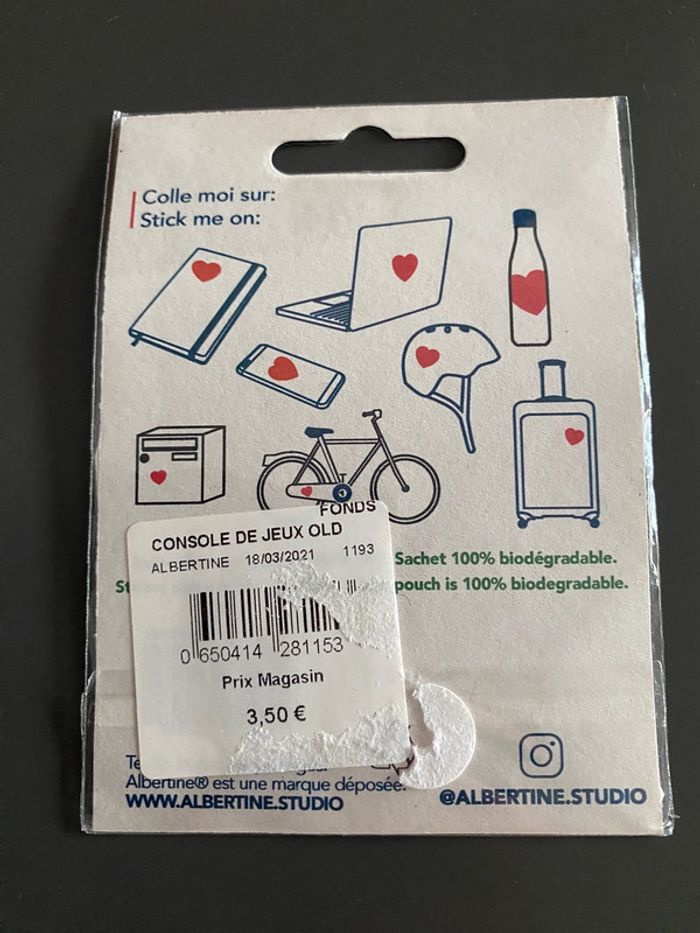 Colle moi sur:
Stick me on:
FONDS
CONSOLE DE JEUX OLD
ALBERTINE 18/03/2021 1193
Sachet 100% biodégradable.
pouch is 100% biodegradable.
0 650414 281153
Prix Magasin
3,50 €
Albertine® est une marque déposée.
WWW.ALBERTINE.STUDIO
@ALBERTINE.STUDIO